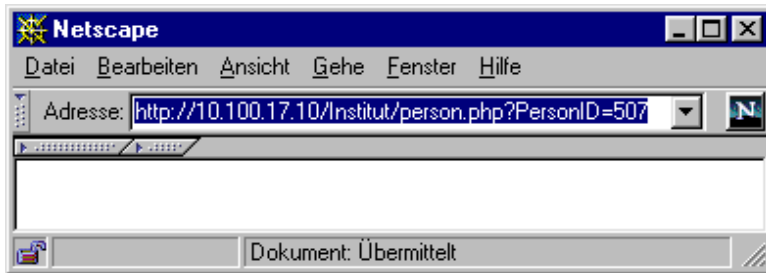 Netscape
Datei Bearbeiten Ansicht Gehe Fenster Hilfe
Adresse: http://10.100.17.10/Institut/person.php?PersonID=507 N
Dokument: Übermittelt